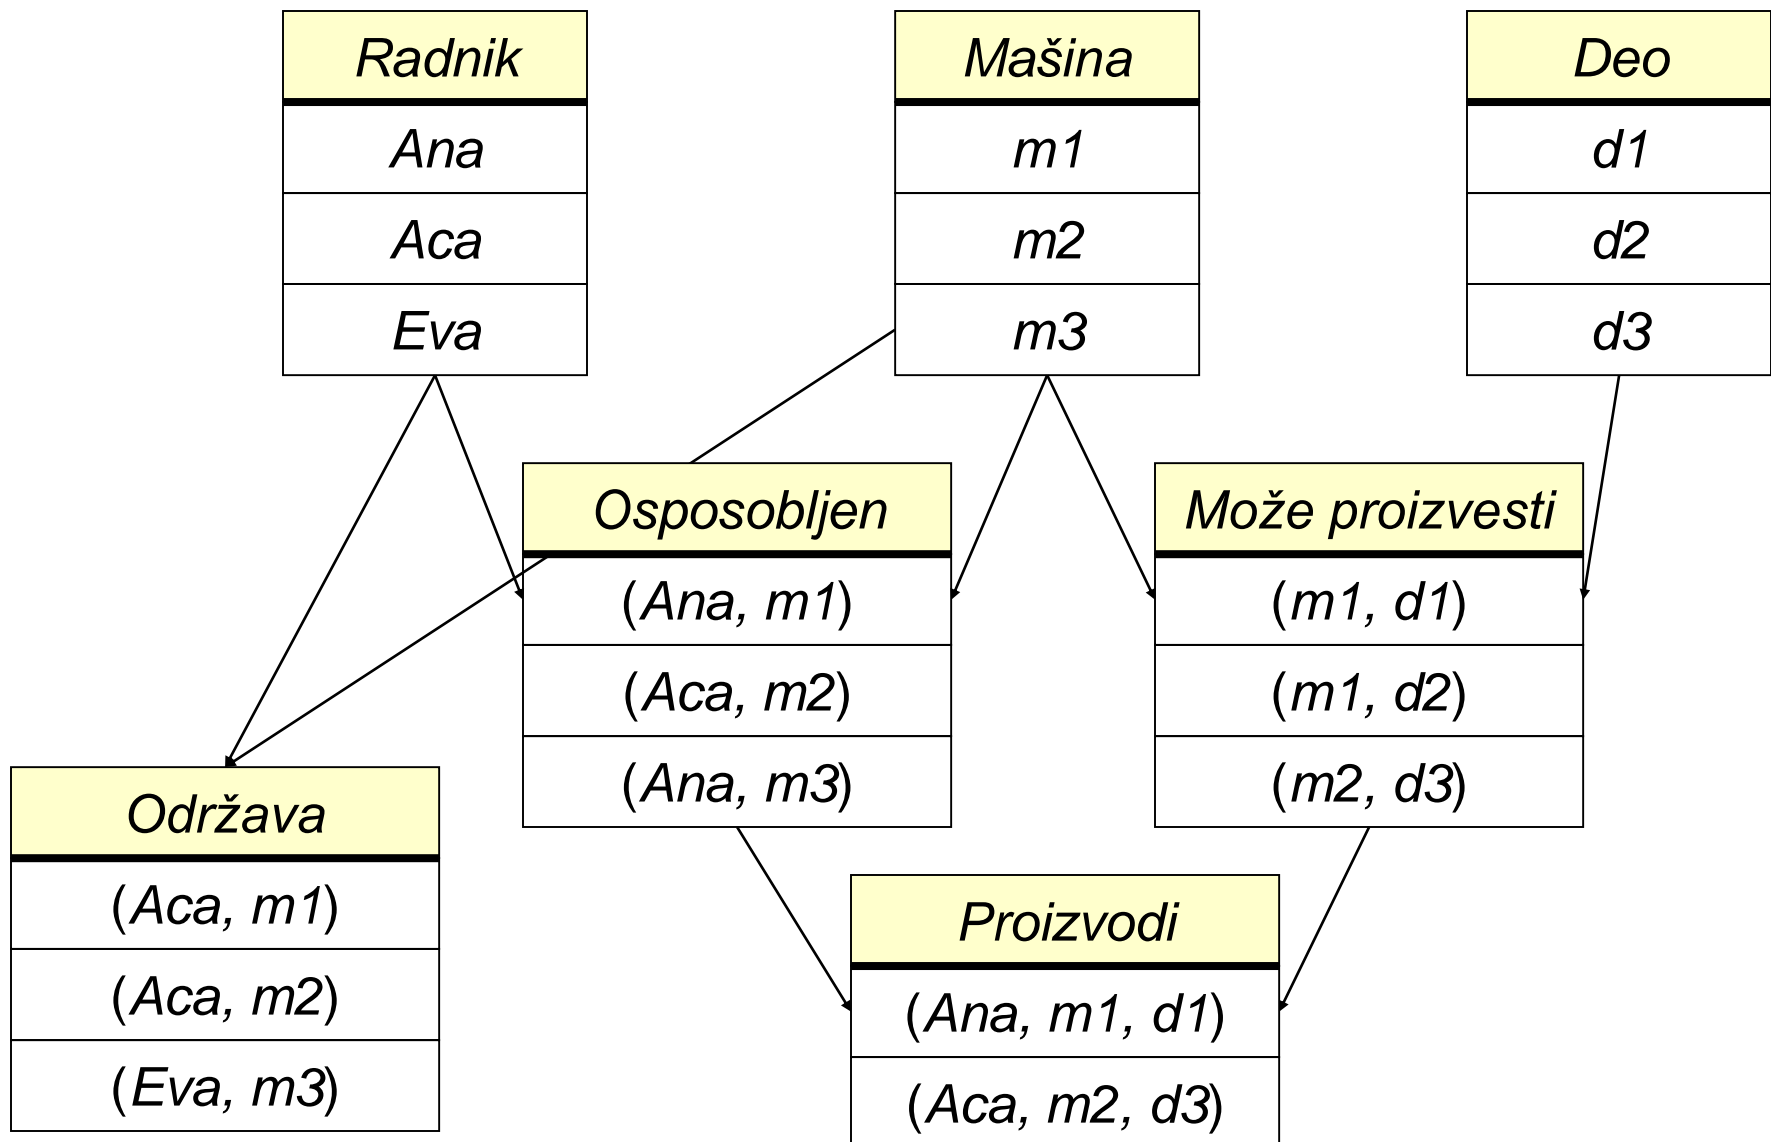 Radnik
Ana
Aca
Eva
Mašina
m1
m2
m3
Deo
d1
d2
d3
Osposobljen
(Ana, m1)
(Aca, m2)
(Ana, m3)
Može proizvesti
(m1, d1)
(m1, d2)
(m2, d3)
Održava
(Aca, m1)
(Aca, m2)
(Eva, m3)
Proizvodi
(Ana, m1, d1)
(Aca, m2, d3)